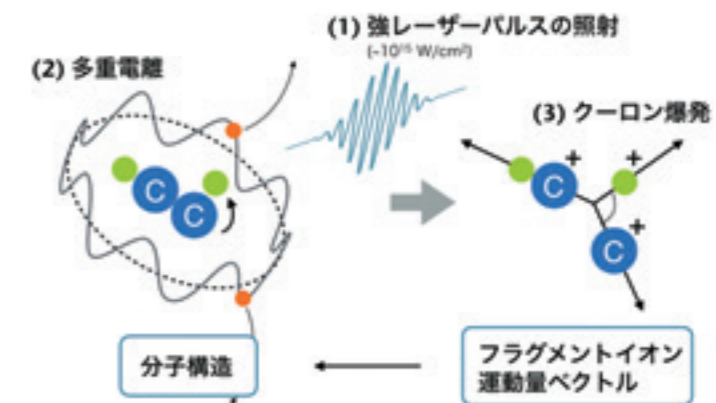 (1) 強レーザーパルスの照射
(~10¹⁵ W/cm²)
(2) 多重電離
(3) クーロン爆発
C
C
C
+
+
C
+
分子構造
フラグメントイオン
運動量ベクトル